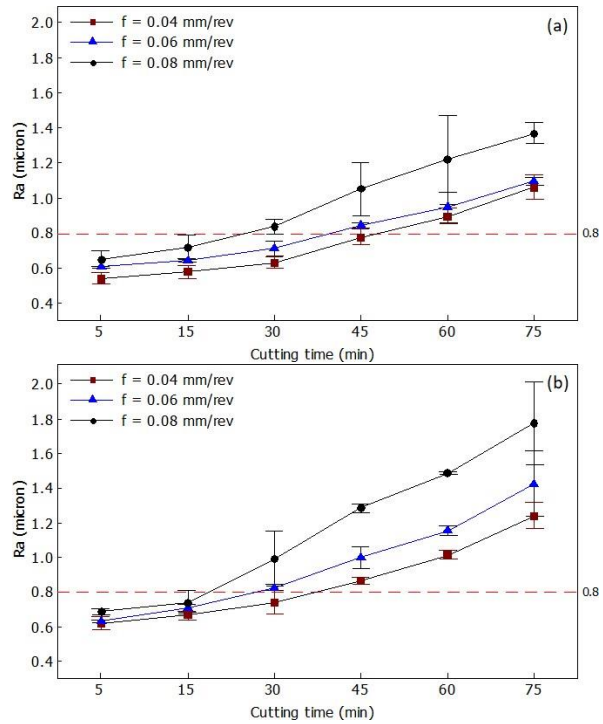 2.0
1.8
1.6
1.4
1.2
1.0
0.8
0.6
0.4
Ra (micron)
f = 0.04 mm/rev
f = 0.06 mm/rev
f = 0.08 mm/rev
(a)
0.8
5 15 30 45 60 75
Cutting time (min)
2.0
1.8
1.6
1.4
1.2
1.0
0.8
0.6
0.4
Ra (micron)
f = 0.04 mm/rev
f = 0.06 mm/rev
f = 0.08 mm/rev
(b)
0.8
5 15 30 45 60 75
Cutting time (min)